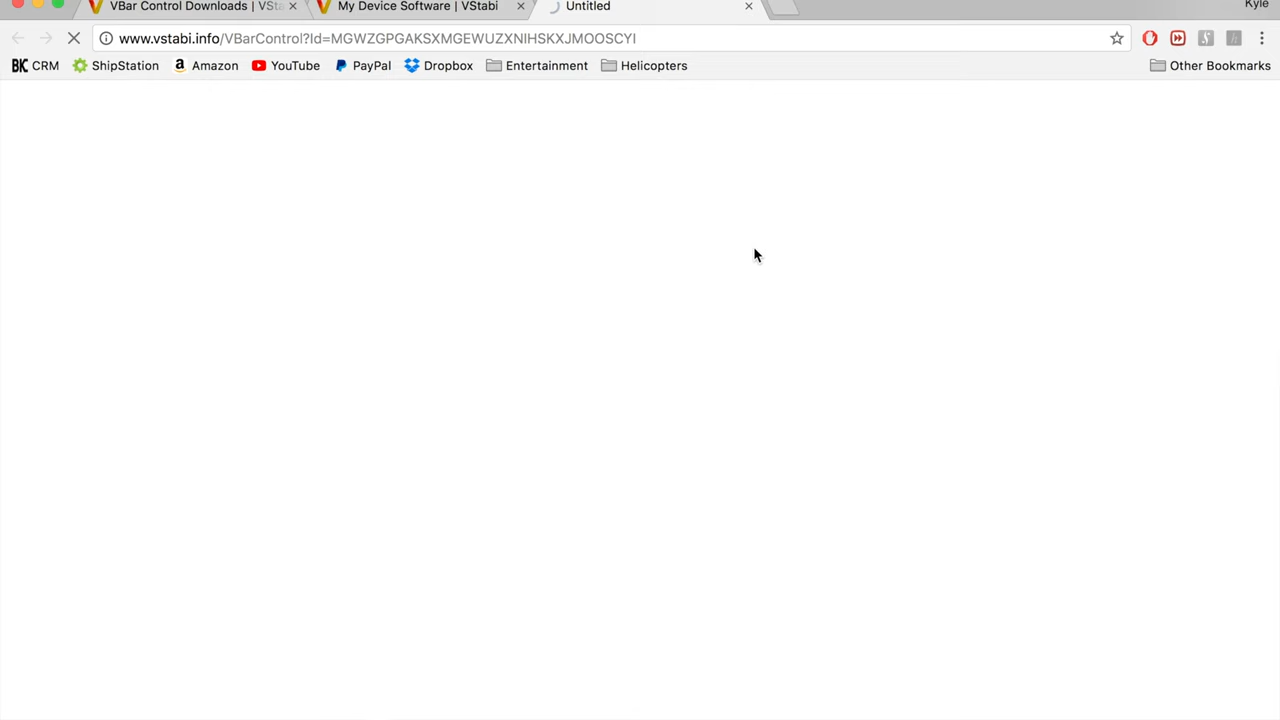 VBar Control Downloads | VSta
My Device Software | VStabi
Untitled
Kyle
www.vstabi.info/VBarControl?Id=MGWZGPGAKSXMGEWUZXNIHSKXJMOOSCYI
BK CRM
ShipStation
Amazon
YouTube
PayPal
Dropbox
Entertainment
Helicopters
Other Bookmarks